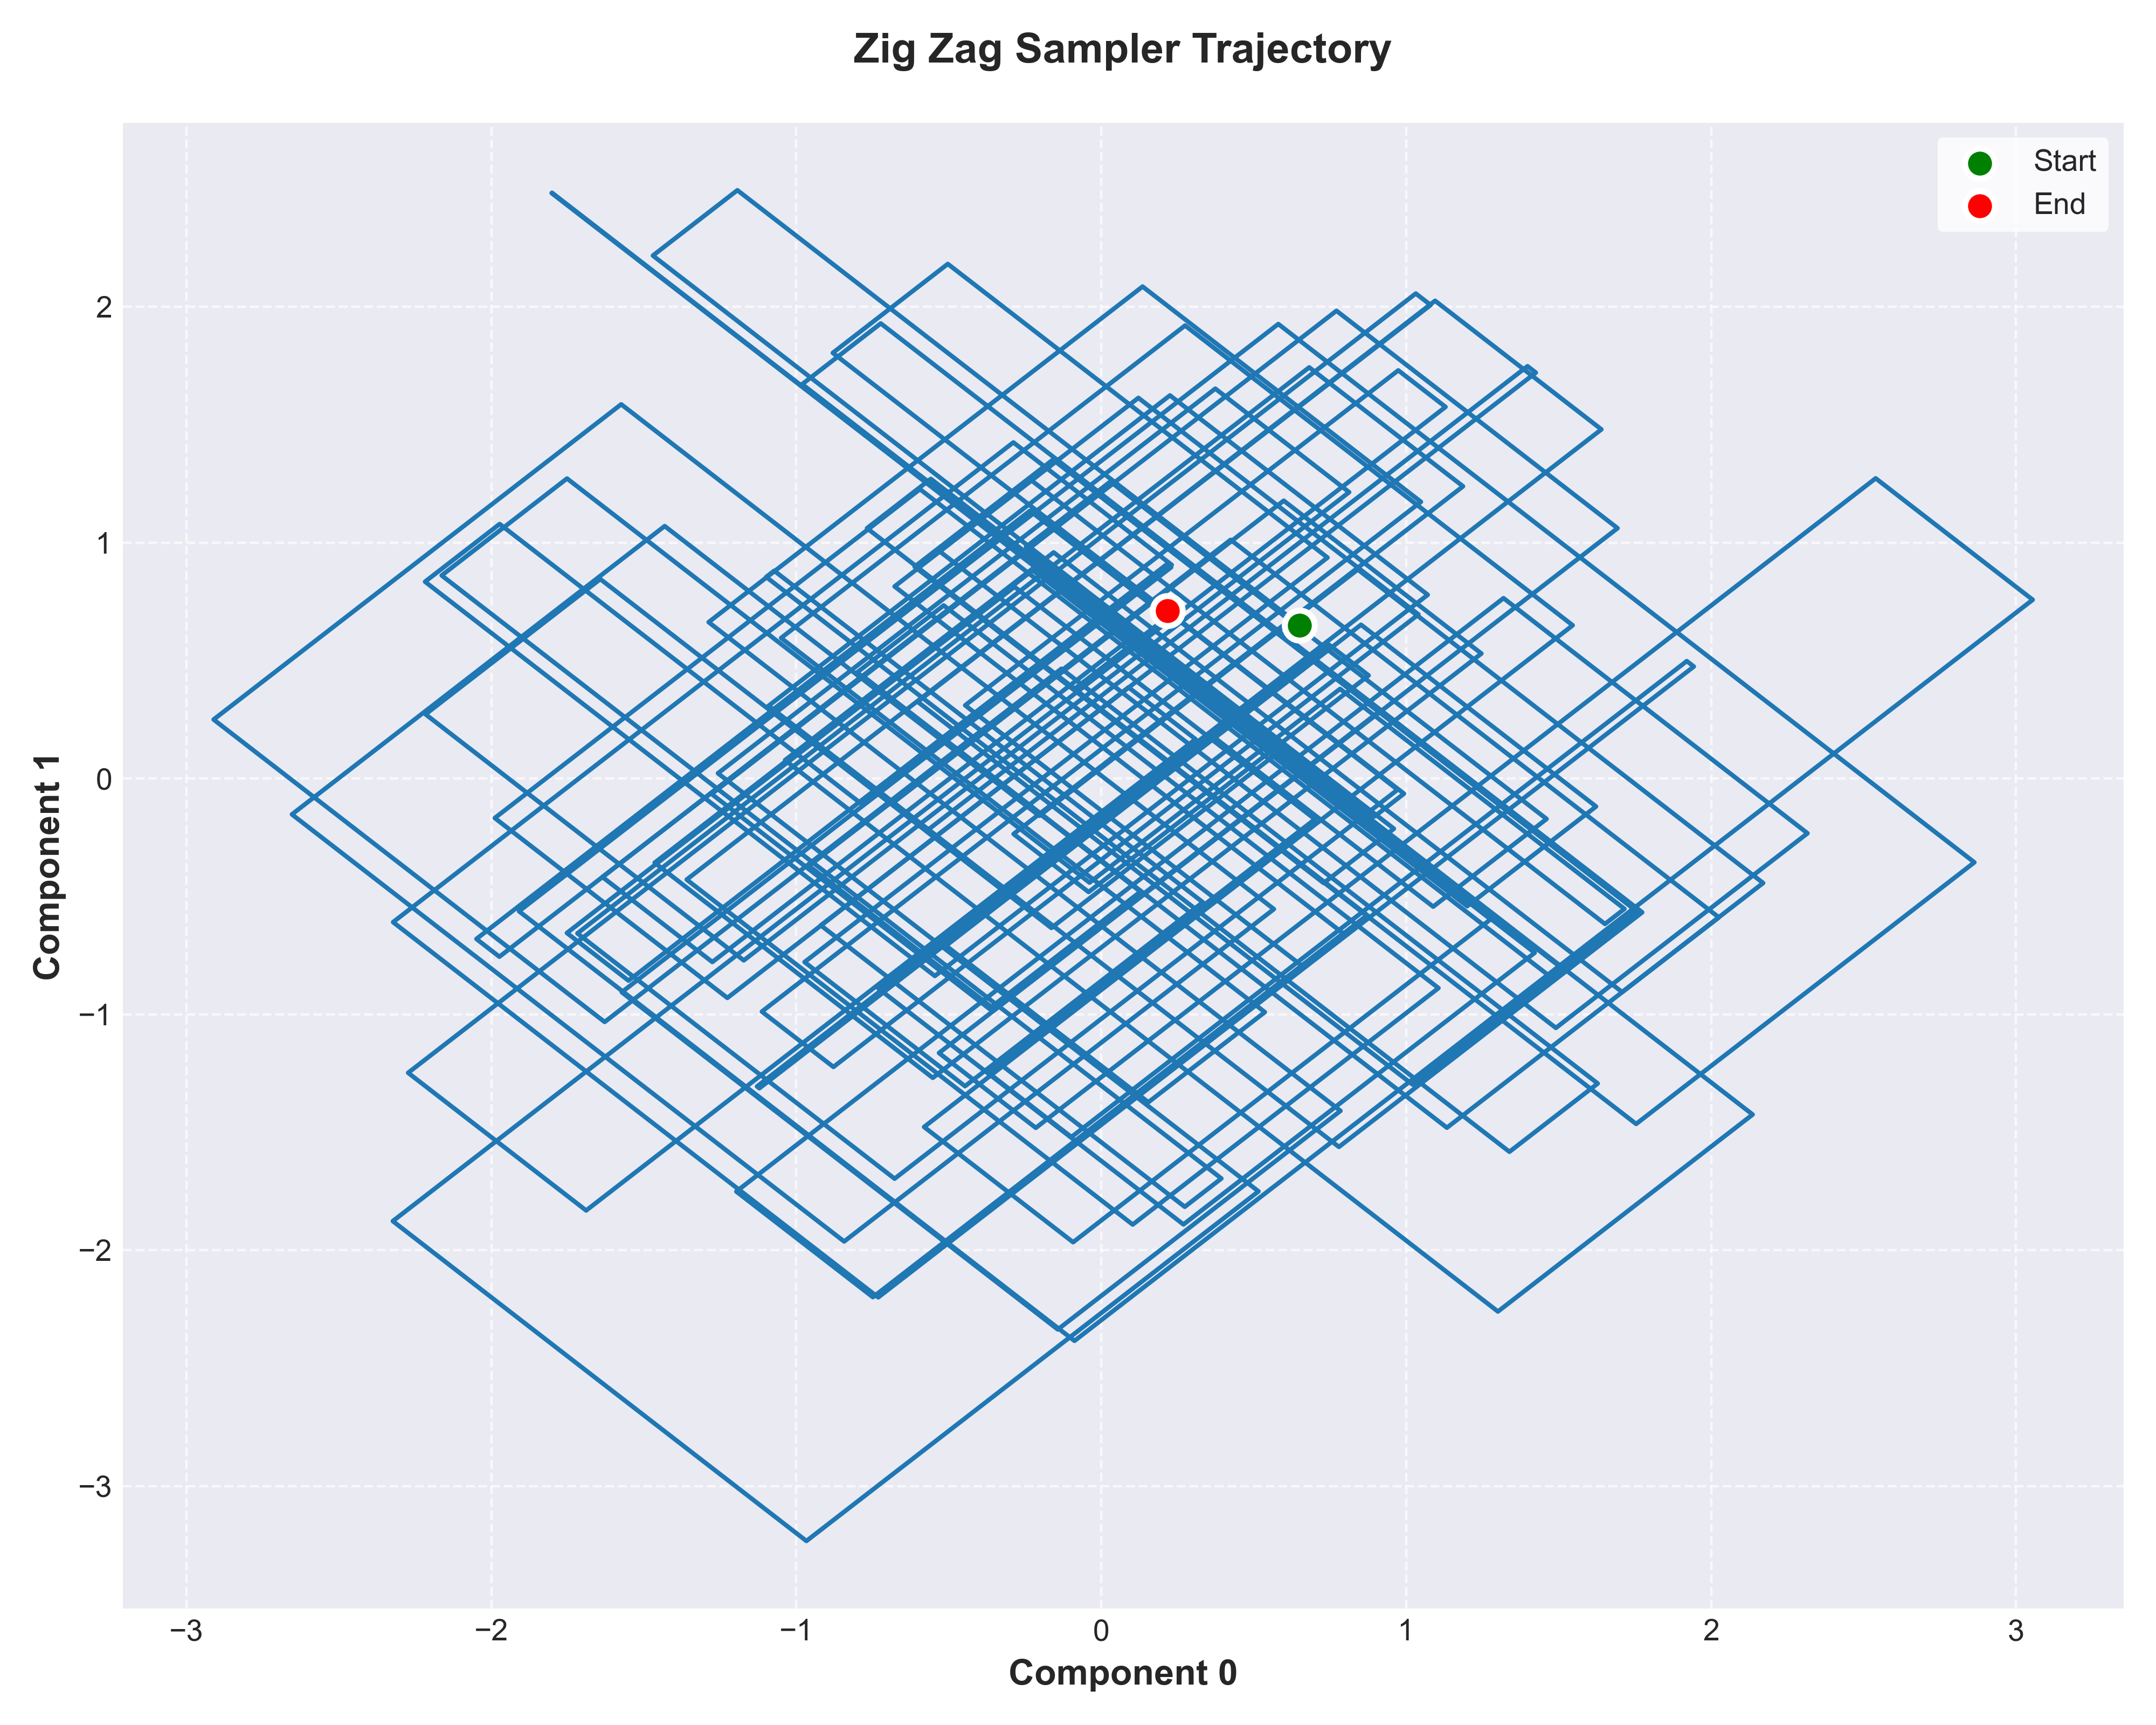 Zig Zag Sampler Trajectory
Start
End
Component 1
2
1
0
−1
−2
−3
−3
−2
−1
0
1
2
3
Component 0